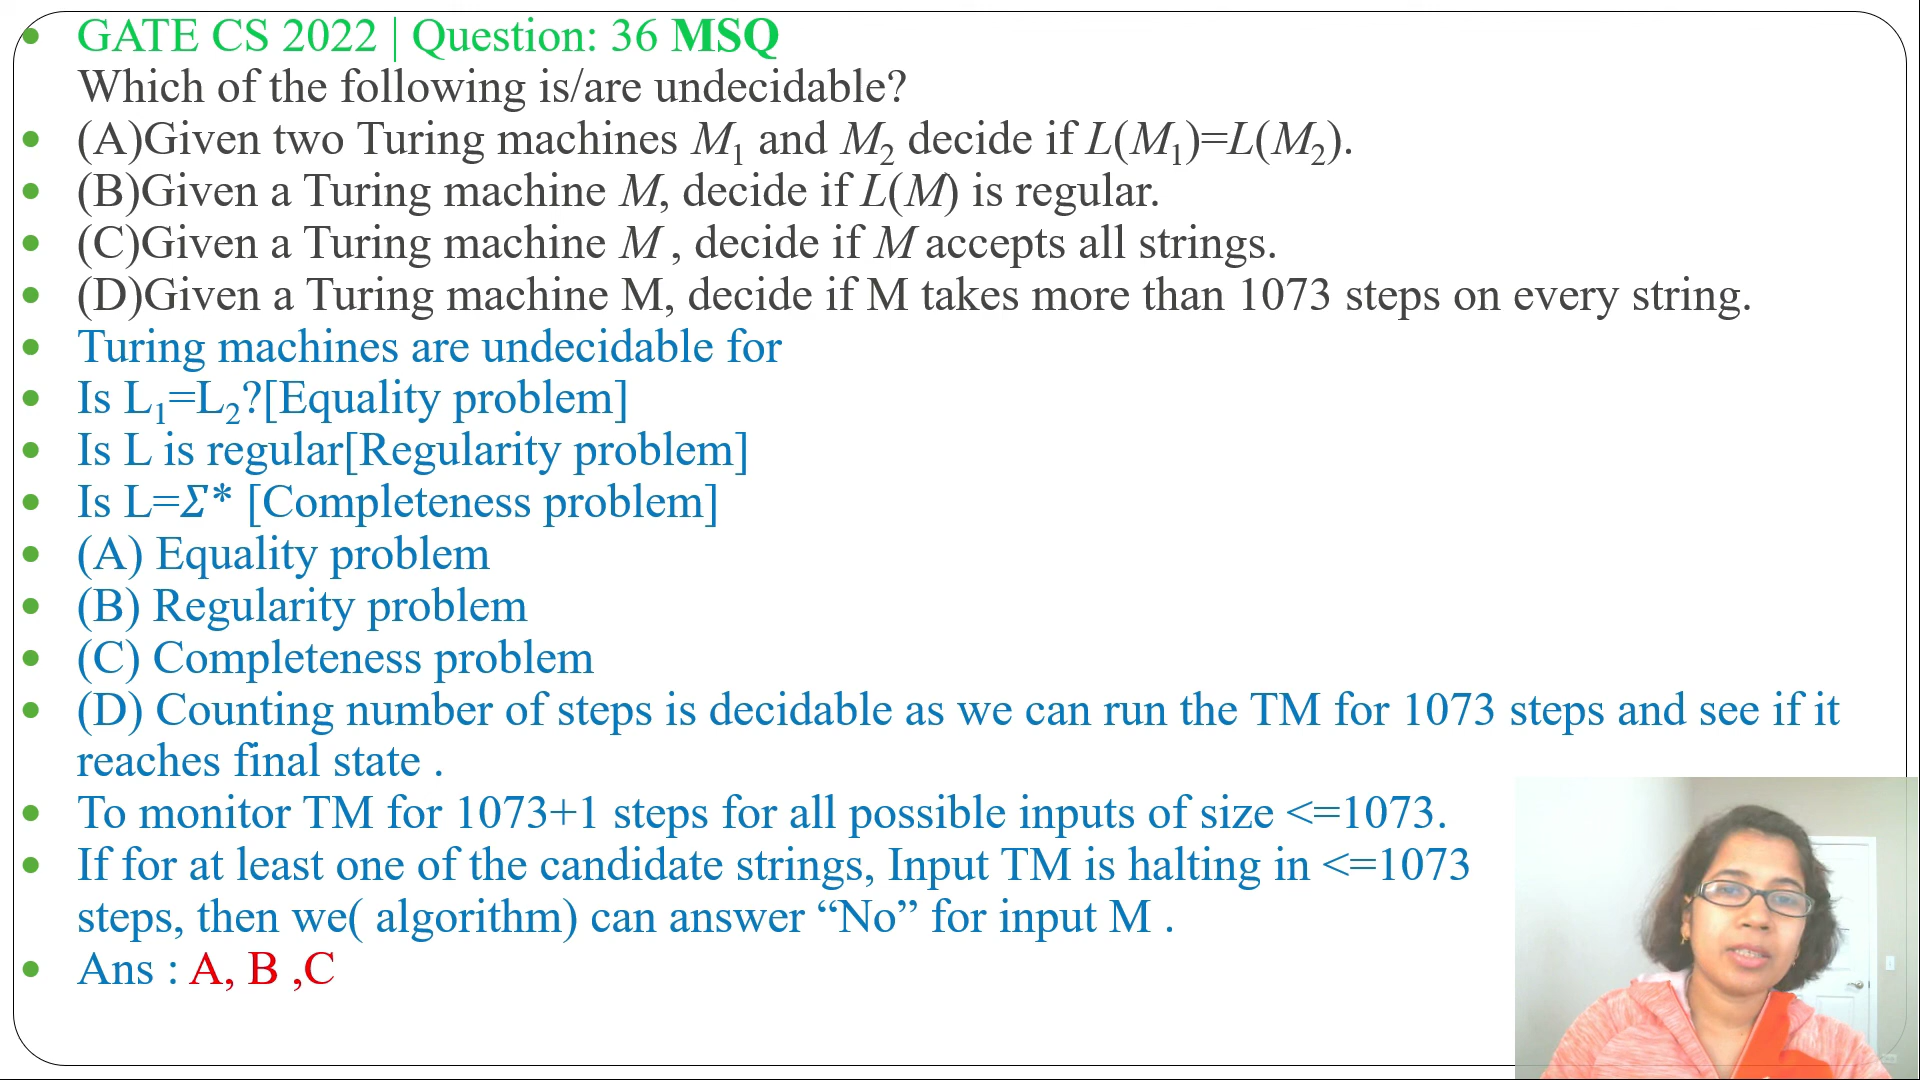 GATE CS 2022 | Question: 36 MSQ
Which of the following is/are undecidable?
(A)Given two Turing machines M1 and M2 decide if L(M1)=L(M2).
(B)Given a Turing machine M, decide if L(M) is regular.
(C)Given a Turing machine M , decide if M accepts all strings.
(D)Given a Turing machine M, decide if M takes more than 1073 steps on every string.
Turing machines are undecidable for
Is L1=L2?[Equality problem]
Is L is regular[Regularity problem]
Is L=Σ* [Completeness problem]
(A) Equality problem
(B) Regularity problem
(C) Completeness problem
(D) Counting number of steps is decidable as we can run the TM for 1073 steps and see if it
reaches final state .
To monitor TM for 1073+1 steps for all possible inputs of size <=1073.
If for at least one of the candidate strings, Input TM is halting in <=1073
steps, then we( algorithm) can answer “No” for input M .
Ans : A, B ,C